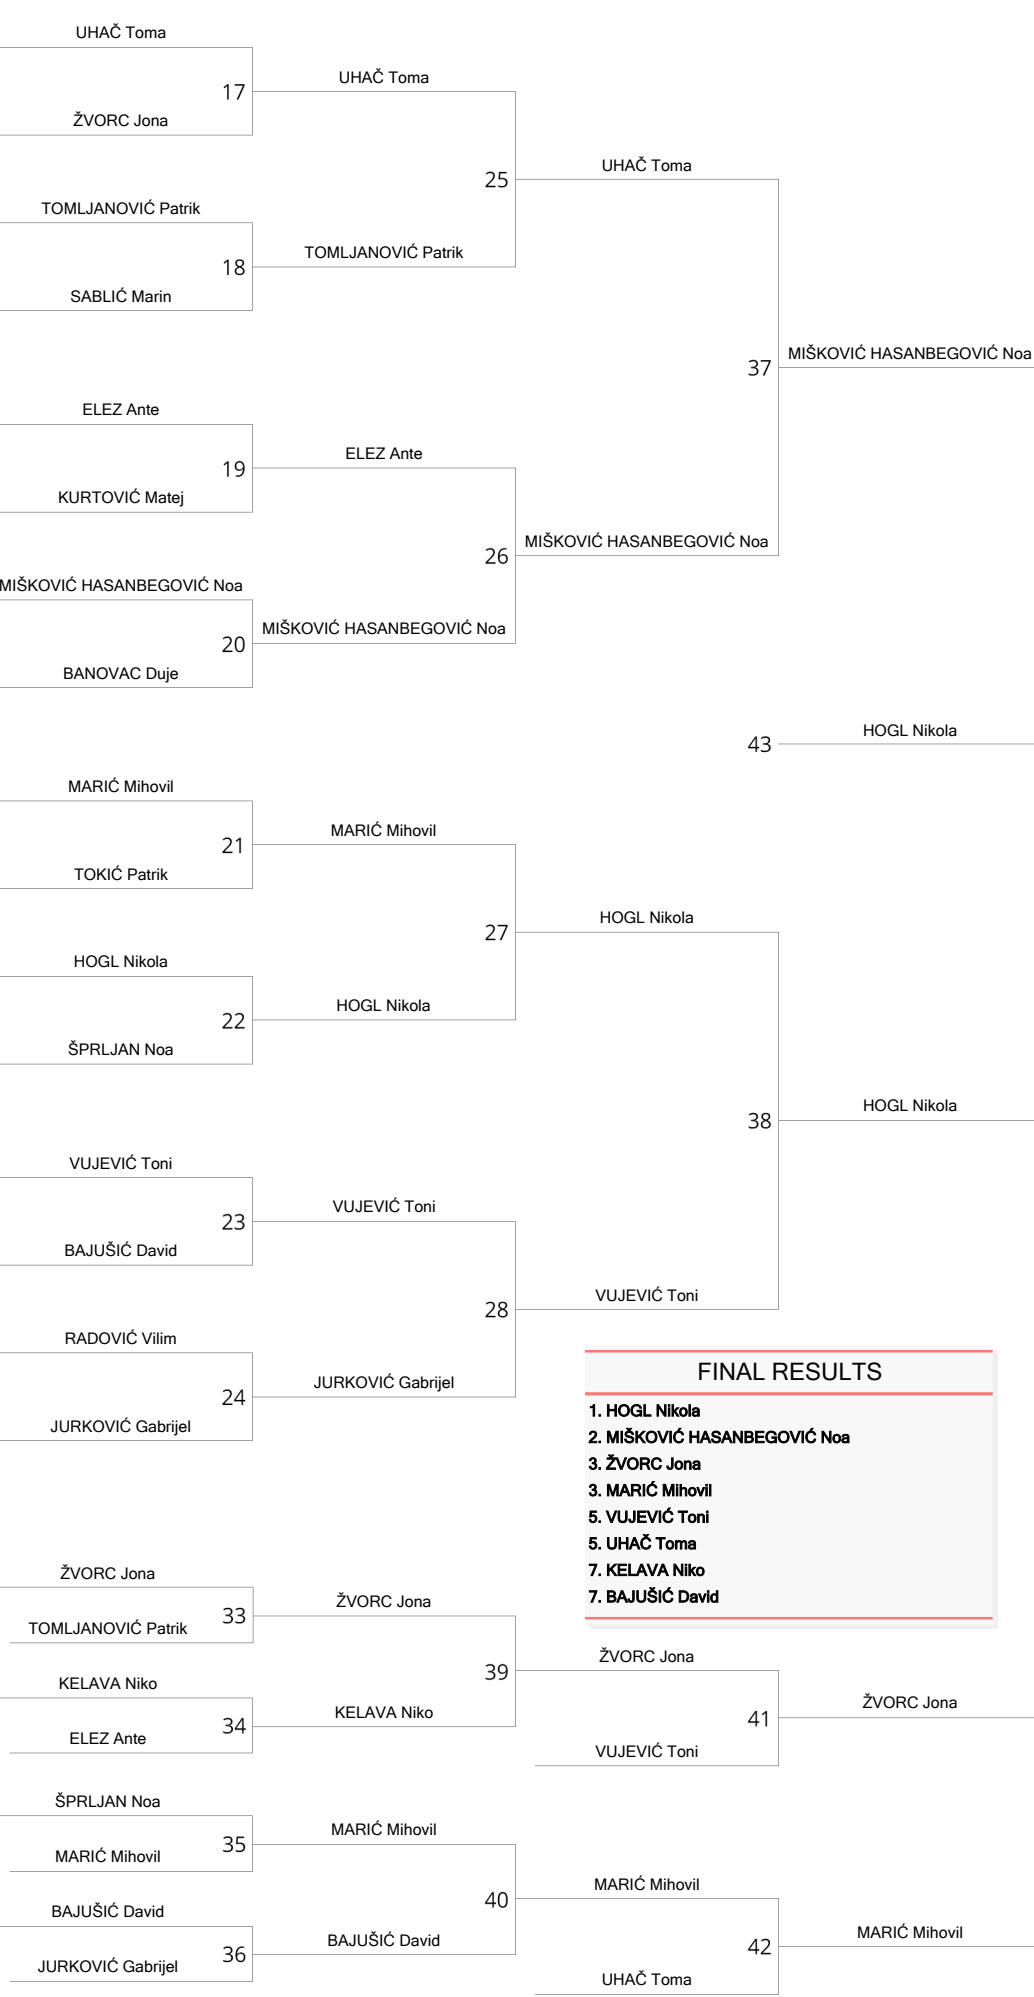 UHAČ Toma
17
UHAČ Toma
ŽVORC Jona
25
UHAČ Toma
TOMLJANOVIĆ Patrik
18
TOMLJANOVIĆ Patrik
SABLIĆ Marin
37
MIŠKOVIĆ HASANBEGOVIĆ Noa
ELEZ Ante
19
ELEZ Ante
KURTOVIĆ Matej
26
MIŠKOVIĆ HASANBEGOVIĆ Noa
MIŠKOVIĆ HASANBEGOVIĆ Noa
20
MIŠKOVIĆ HASANBEGOVIĆ Noa
BANOVAC Duje
43
HOGL Nikola
MARIĆ Mihovil
21
MARIĆ Mihovil
TOKIĆ Patrik
27
HOGL Nikola
HOGL Nikola
22
HOGL Nikola
ŠPRLJAN Noa
38
HOGL Nikola
VUJEVIĆ Toni
23
VUJEVIĆ Toni
BAJUŠIĆ David
28
VUJEVIĆ Toni
RADOVIĆ Vilim
24
JURKOVIĆ Gabrijel
JURKOVIĆ Gabrijel
FINAL RESULTS
1. HOGL Nikola
2. MIŠKOVIĆ HASANBEGOVIĆ Noa
3. ŽVORC Jona
3. MARIĆ Mihovil
5. VUJEVIĆ Toni
5. UHAČ Toma
7. KELAVA Niko
7. BAJUŠIĆ David
ŽVORC Jona
33
ŽVORC Jona
TOMLJANOVIĆ Patrik
39
ŽVORC Jona
KELAVA Niko
34
KELAVA Niko
ELEZ Ante
41
ŽVORC Jona
VUJEVIĆ Toni
ŠPRLJAN Noa
35
MARIĆ Mihovil
MARIĆ Mihovil
40
MARIĆ Mihovil
BAJUŠIĆ David
36
BAJUŠIĆ David
JURKOVIĆ Gabrijel
42
MARIĆ Mihovil
UHAČ Toma